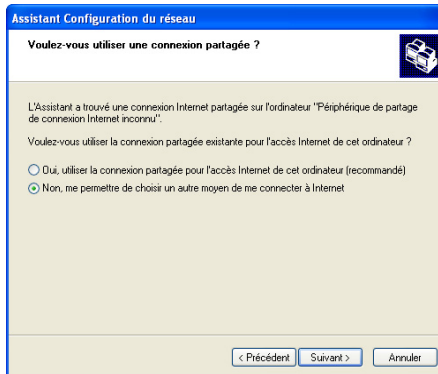 Assistant Configuration du réseau
Voulez-vous utiliser une connexion partagée ?
L'Assistant a trouvé une connexion Internet partagée sur l'ordinateur "Périphérique de partage
de connexion Internet inconnu".
Voulez-vous utiliser la connexion partagée existante pour l'accès Internet de cet ordinateur ?
Oui, utiliser la connexion partagée pour l'accès Internet de cet ordinateur (recommandé)
Non, me permettre de choisir un autre moyen de me connecter à Internet
< Précédent Suivant > Annuler